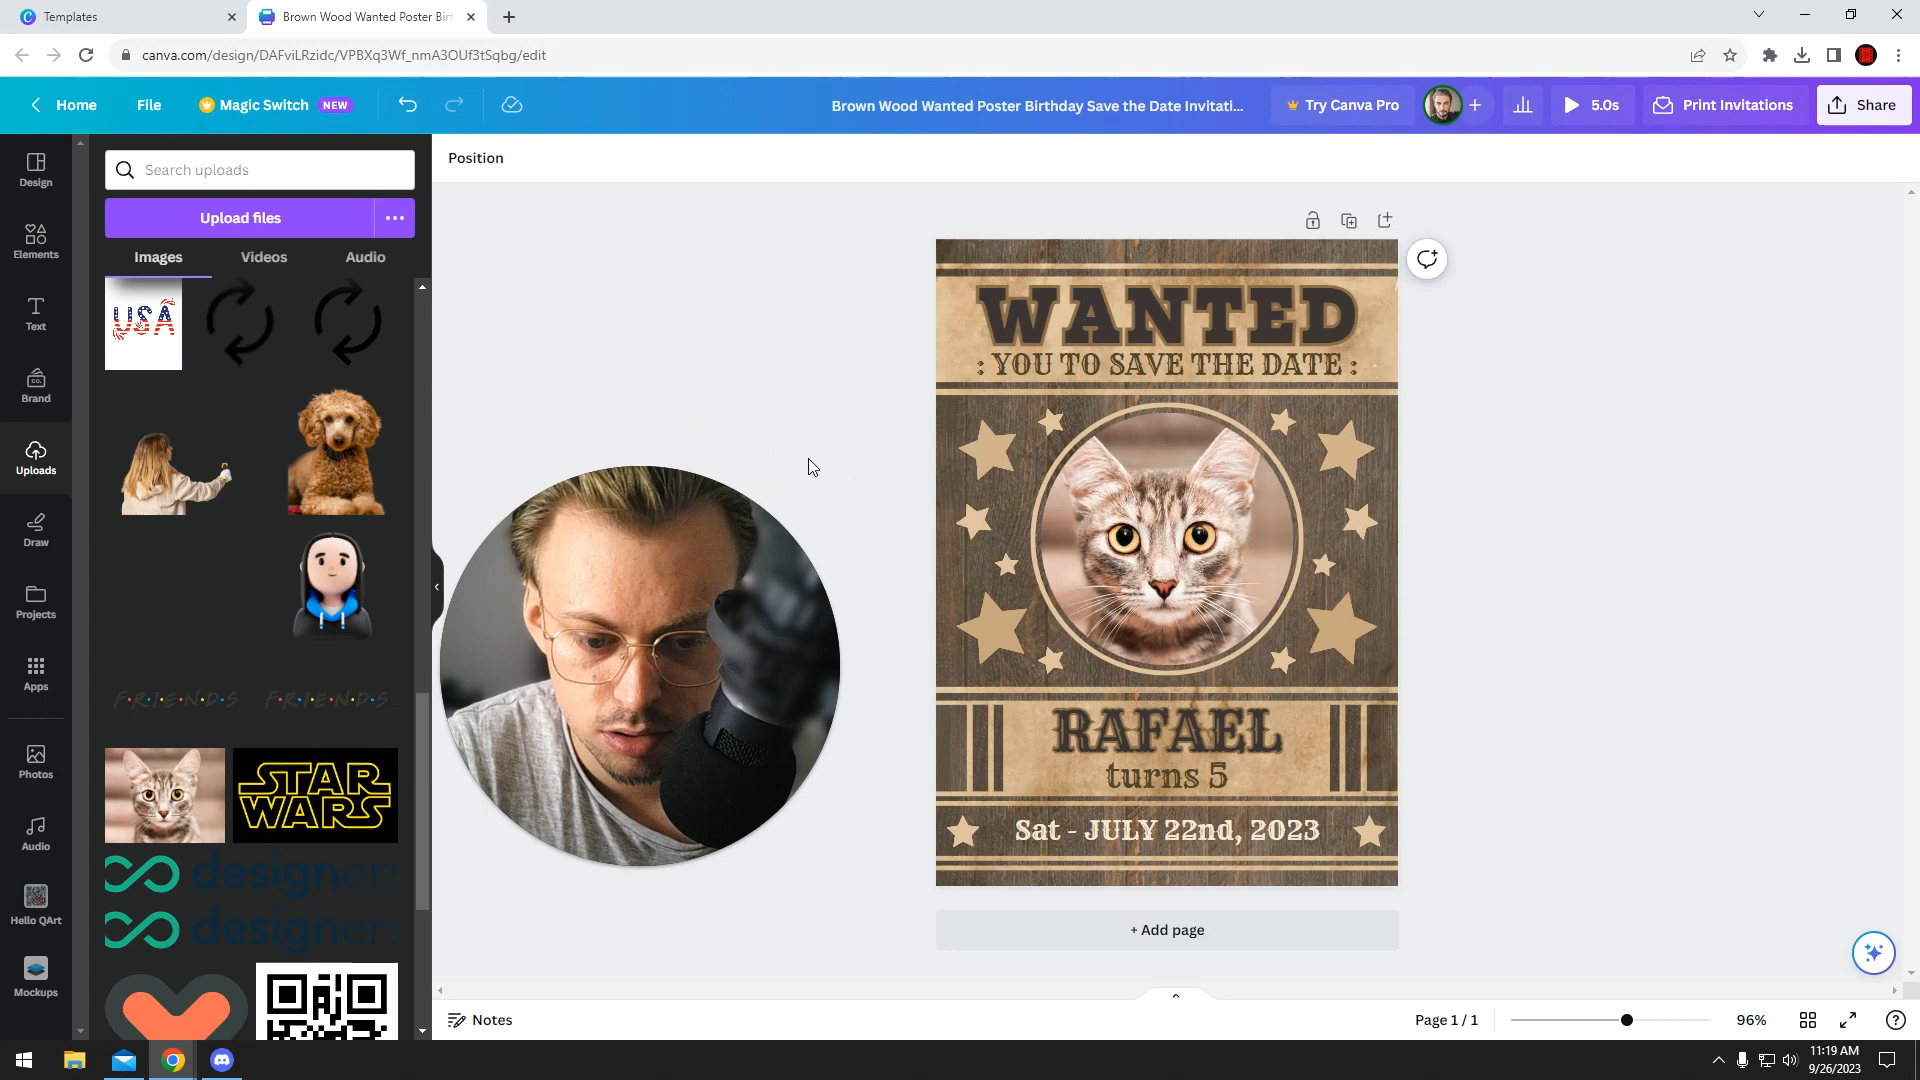 Templates
Brown Wood Wanted Poster Birt
canva.com/design/DAFviLRzidc/VPBXq3Wf_nmA3OUf3tSqbg/edit
Home
File
Magic Switch NEW
Brown Wood Wanted Poster Birthday Save the Date Invitati...
Try Canva Pro
5.0s
Print Invitations
Share
Design
Elements
Text
CO.
Brand
Uploads
Draw
Projects
Apps
Photos
Audio
Hello QArt
Mockups
Search uploads
Upload files
Images
Videos
Audio
USA
F·R·I·E·N·D·S
F·R·I·E·N·D·S
STAR
WARS
designer
designer
Position
WANTED
: YOU TO SAVE THE DATE :
RAFAEL
turns 5
Sat - JULY 22nd, 2023
+ Add page
Notes
Page 1 / 1
96%
11:19 AM
9/26/2023